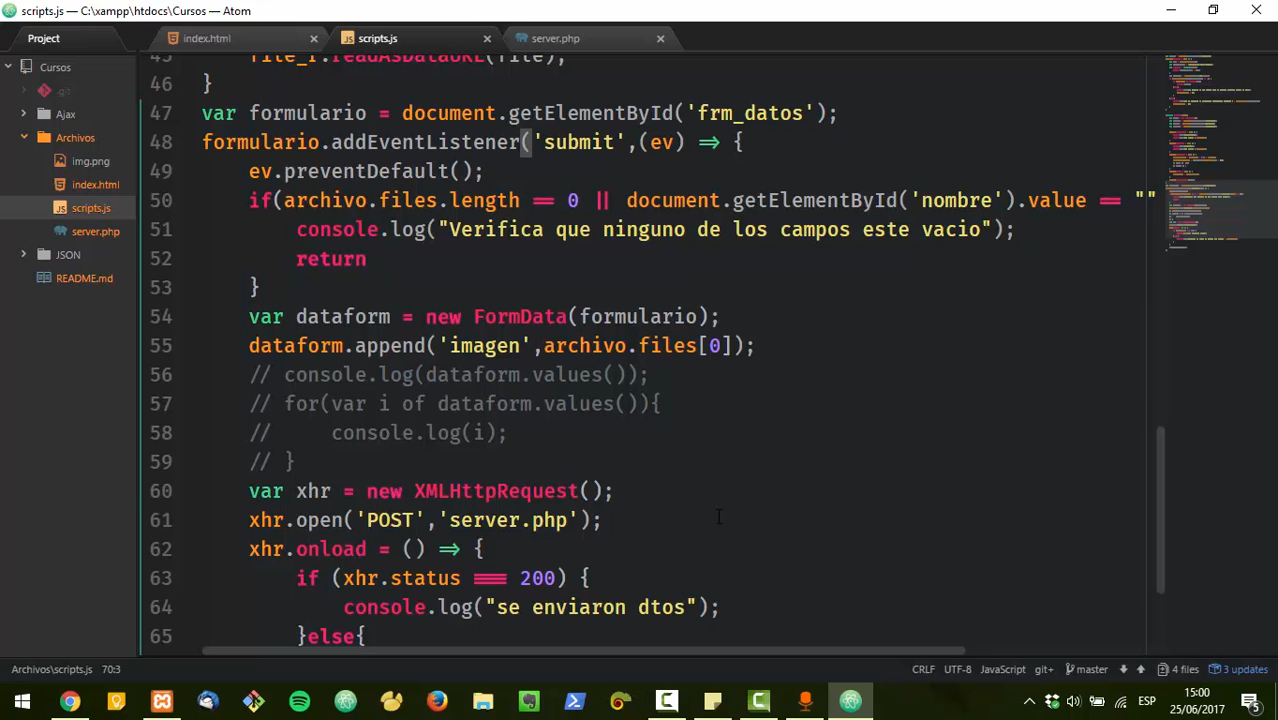 scripts.js — C:\xampp\htdocs\Cursos — Atom
Project
index.html
scripts.js
server.php
Cursos
.git
Ajax
Archivos
img.png
index.html
scripts.js
server.php
JSON
README.md
45 file_r.readAsDataURL(file);
46 }
47 var formulario = document.getElementById('frm_datos');
48 formulario.addEventListener('submit',(ev) => {
49 ev.preventDefault();
50 if(archivo.files.length == 0 || document.getElementById('nombre').value == ""
51 console.log("Verifica que ninguno de los campos este vacio");
52 return
53 }
54 var dataform = new FormData(formulario);
55 dataform.append('imagen',archivo.files[0]);
56 // console.log(dataform.values());
57 // for(var i of dataform.values()){
58 // console.log(i);
59 // }
60 var xhr = new XMLHttpRequest();
61 xhr.open('POST','server.php');
62 xhr.onload = () => {
63 if (xhr.status === 200) {
64 console.log("se enviaron dtos");
65 }else{
Archivos\scripts.js 70:3
CRLF UTF-8 JavaScript git+ master 4 files 3 updates
ESP
15:00
25/06/2017
5